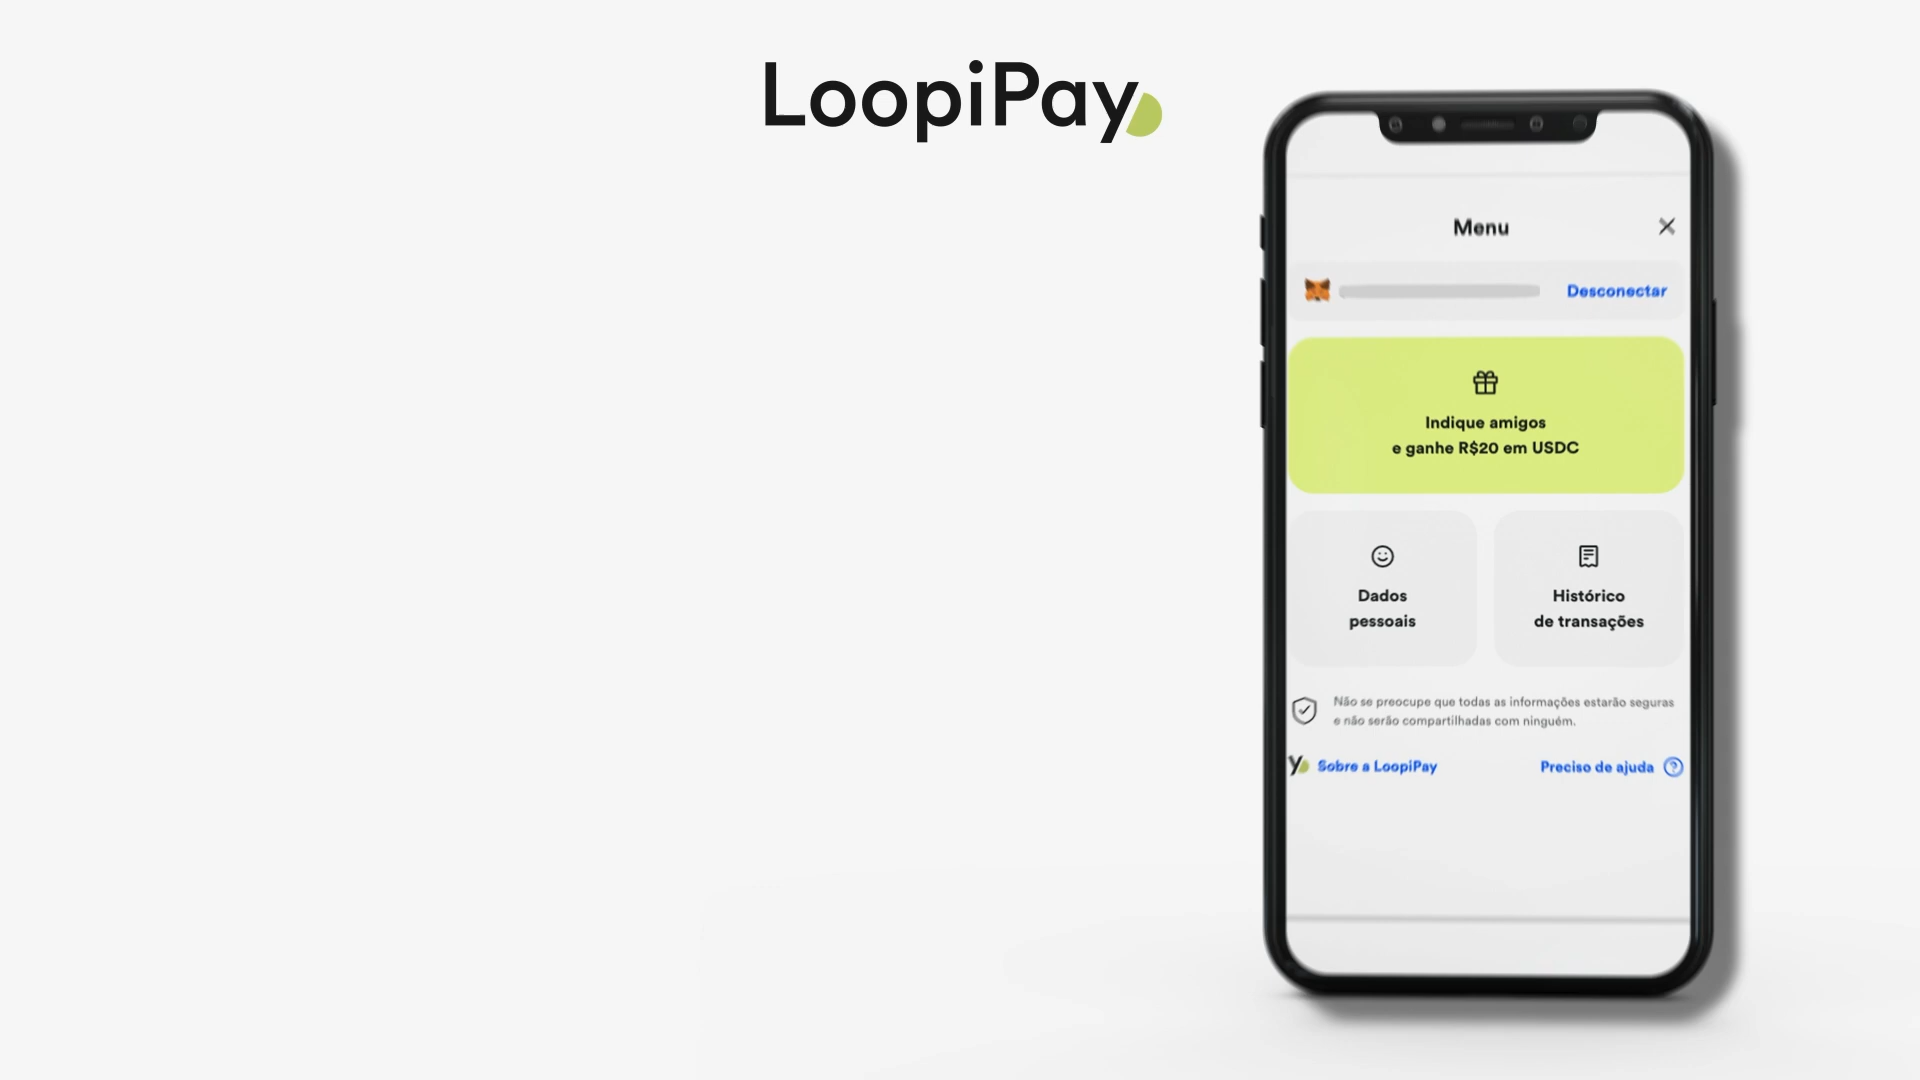 LoopiPay
Menu
Desconectar
Indique amigos
e ganhe R$20 em USDC
Dados
pessoais
Histórico
de transações
Não se preocupe que todas as informações estarão seguras
e não serão compartilhadas com ninguém.
Sobre a LoopiPay
Preciso de ajuda